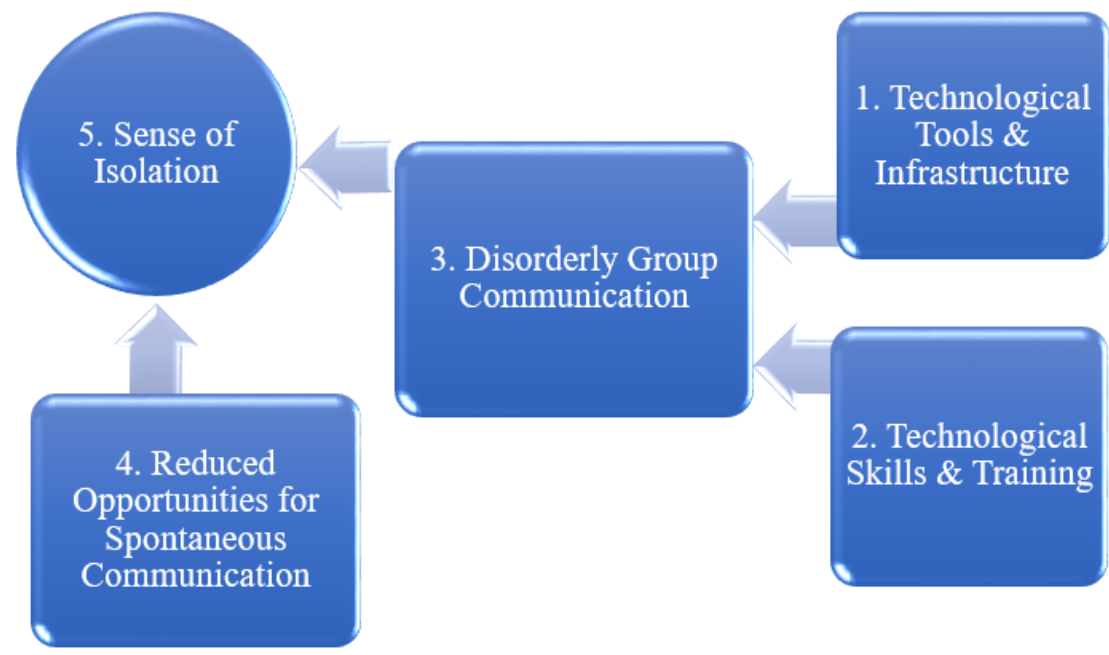 5. Sense of
Isolation
1. Technological
Tools &
Infrastructure
3. Disorderly Group
Communication
4. Reduced
Opportunities for
Spontaneous
Communication
2. Technological
Skills & Training